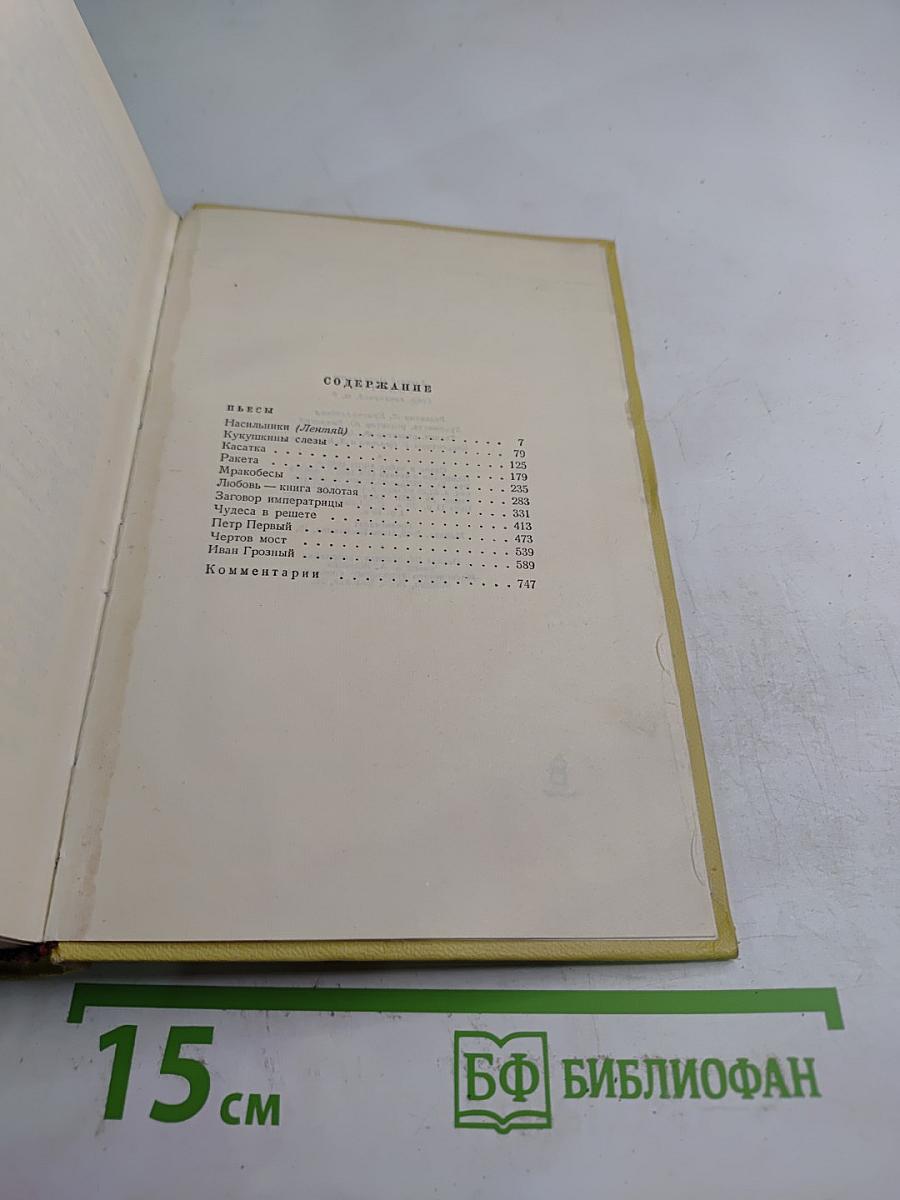 СОДЕРЖАНИЕ
ПЬЕСЫ
Насильники (Лентяй) . . . . . . . . . . . 7
Кукушкины слезы . . . . . . . . . . . . . 79
Касатка . . . . . . . . . . . . . . . . . 125
Ракета . . . . . . . . . . . . . . . . . 179
Мракобесы . . . . . . . . . . . . . . . . 235
Любовь — книга золотая . . . . . . . . . 283
Заговор императрицы . . . . . . . . . . . 331
Чудеса в решете . . . . . . . . . . . . . 413
Петр Первый . . . . . . . . . . . . . . . 473
Чертов мост . . . . . . . . . . . . . . . 539
Иван Грозный . . . . . . . . . . . . . . 589
Комментарии . . . . . . . . . . . . . . . 747
15 см
БФ БИБЛИОФАН